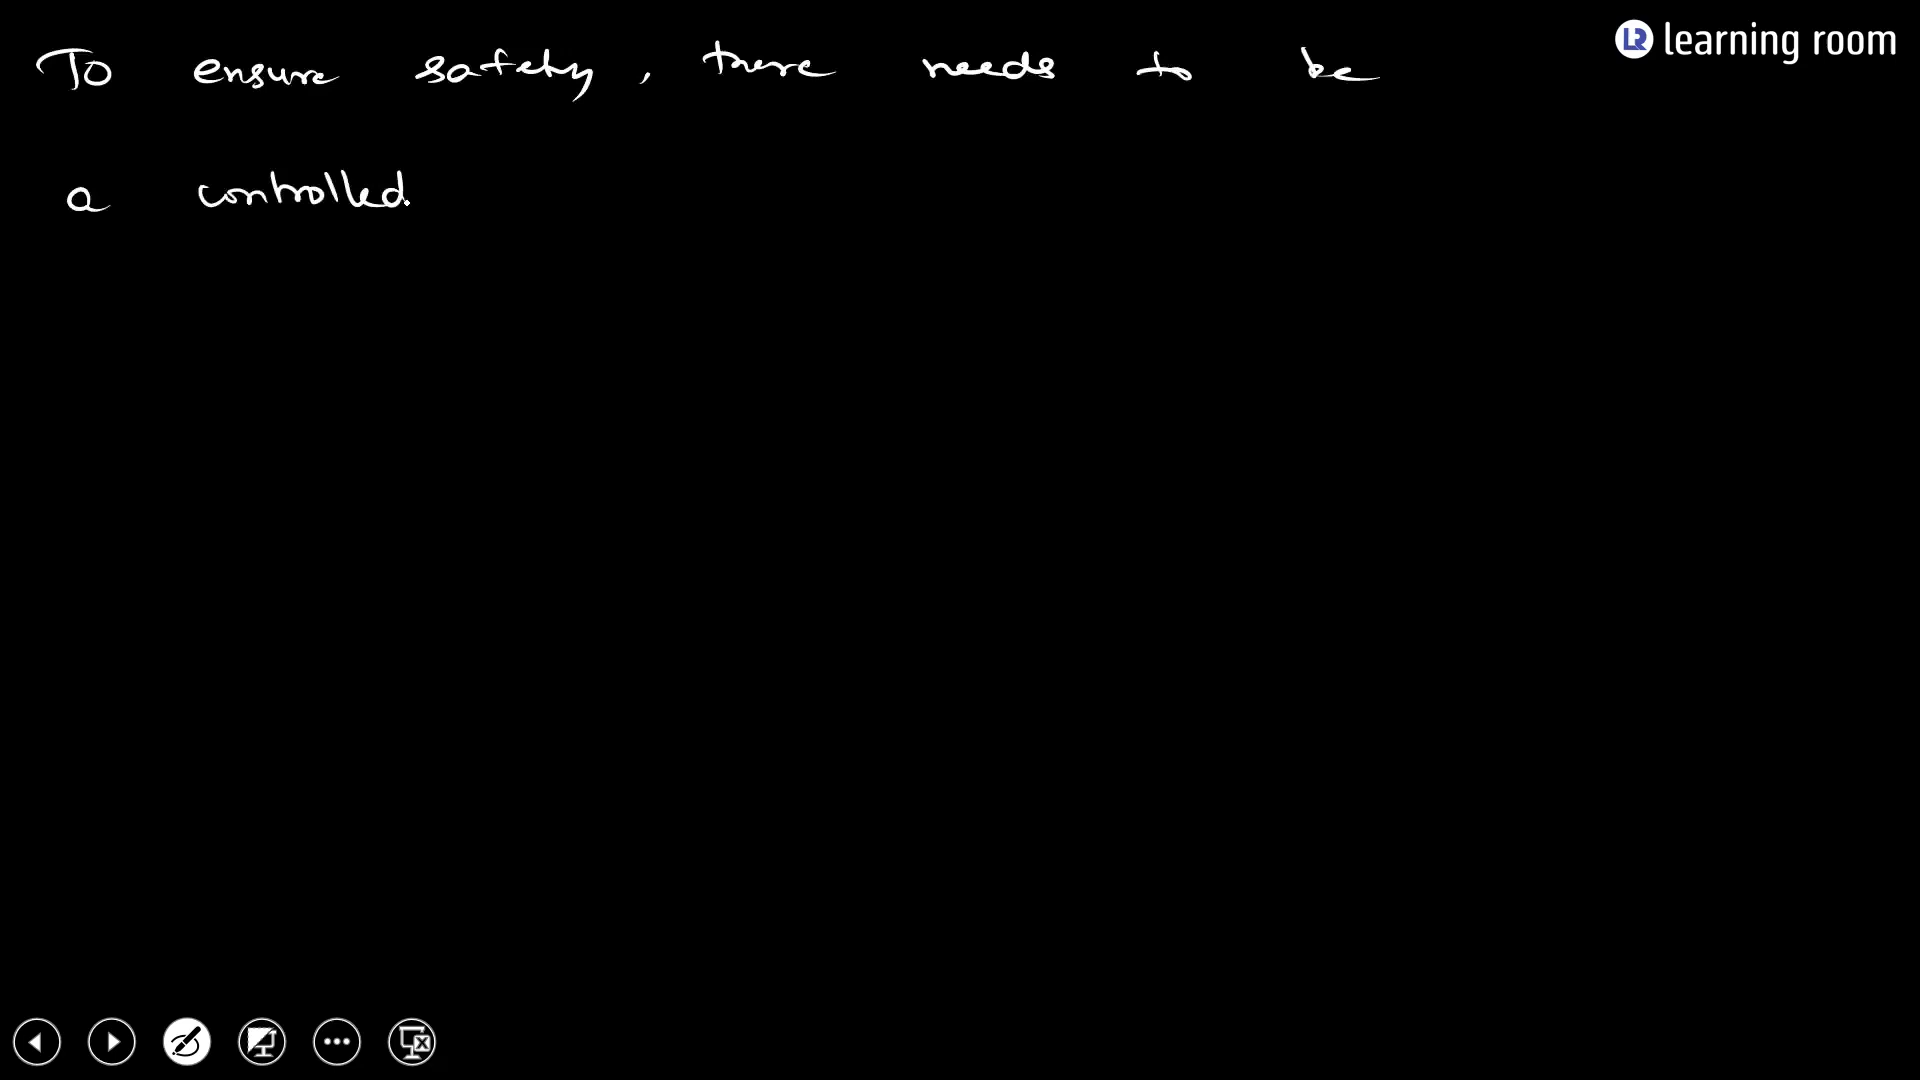 learning room
To ensure safety, there needs to be
a controlled